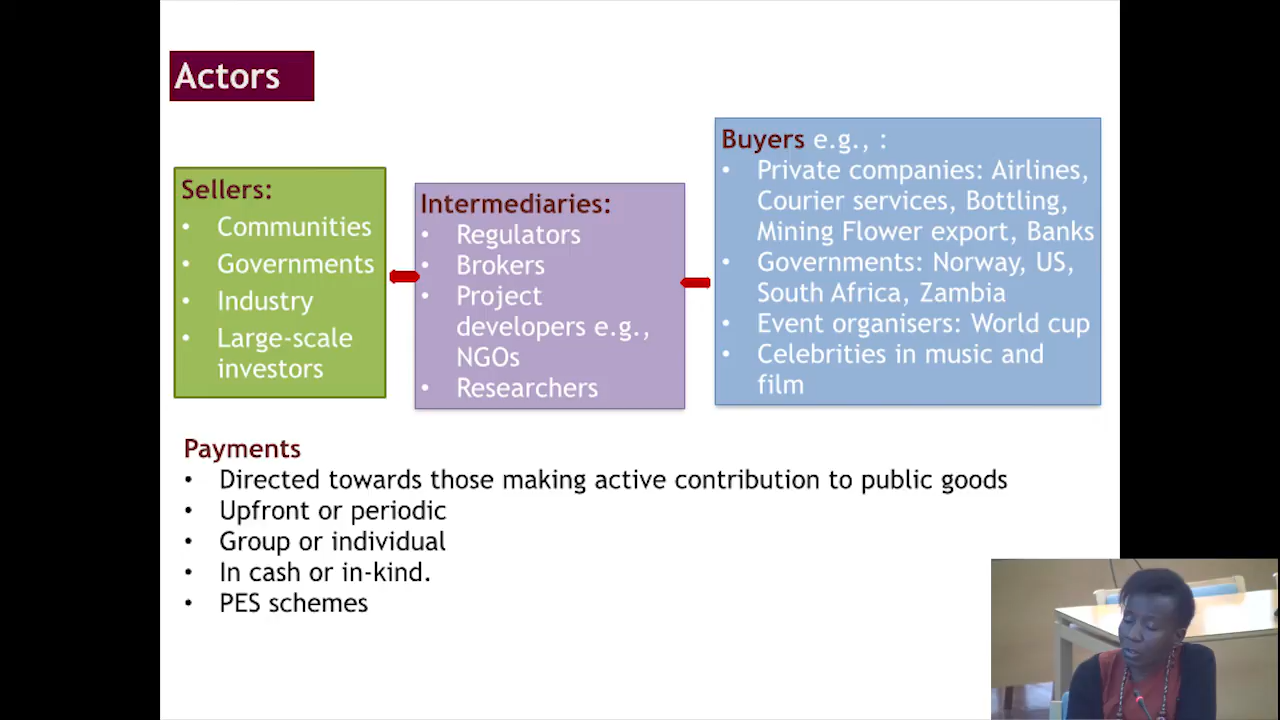 Actors
Sellers:
• Communities
• Governments
• Industry
• Large-scale
investors
Intermediaries:
• Regulators
• Brokers
• Project
developers e.g.,
NGOs
• Researchers
Buyers e.g., :
• Private companies: Airlines,
Courier services, Bottling,
Mining Flower export, Banks
• Governments: Norway, US,
South Africa, Zambia
• Event organisers: World cup
• Celebrities in music and
film
Payments
• Directed towards those making active contribution to public goods
• Upfront or periodic
• Group or individual
• In cash or in-kind.
• PES schemes